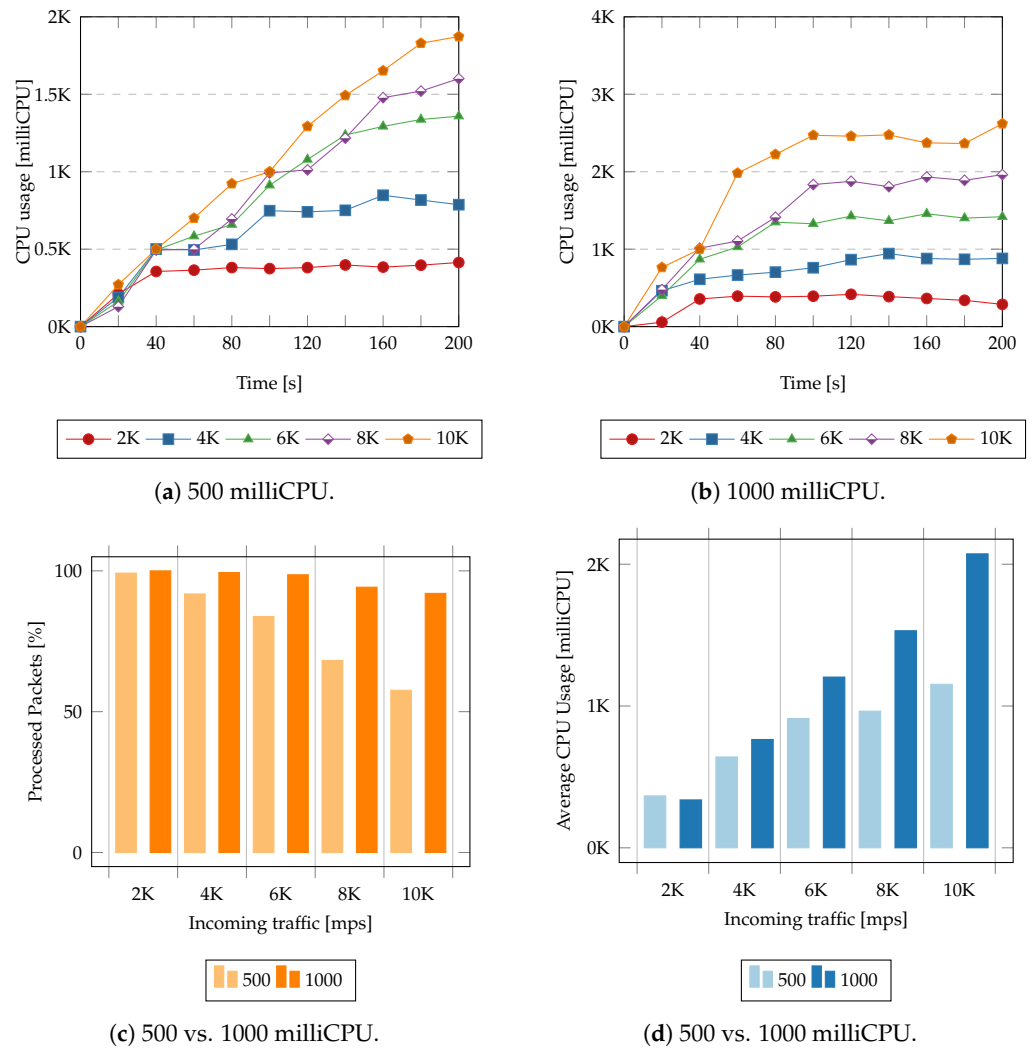 2K
1.5K
1K
0.5K
0K
CPU usage [milliCPU]
0 40 80 120 160 200
Time [s]
2K 4K 6K 8K 10K
(a) 500 milliCPU.
4K
3K
2K
1K
0K
CPU usage [milliCPU]
0 40 80 120 160 200
Time [s]
2K 4K 6K 8K 10K
(b) 1000 milliCPU.
100
50
0
Processed Packets [%]
2K 4K 6K 8K 10K
Incoming traffic [mps]
500 1000
(c) 500 vs. 1000 milliCPU.
2K
1K
0K
Average CPU Usage [milliCPU]
2K 4K 6K 8K 10K
Incoming traffic [mps]
500 1000
(d) 500 vs. 1000 milliCPU.